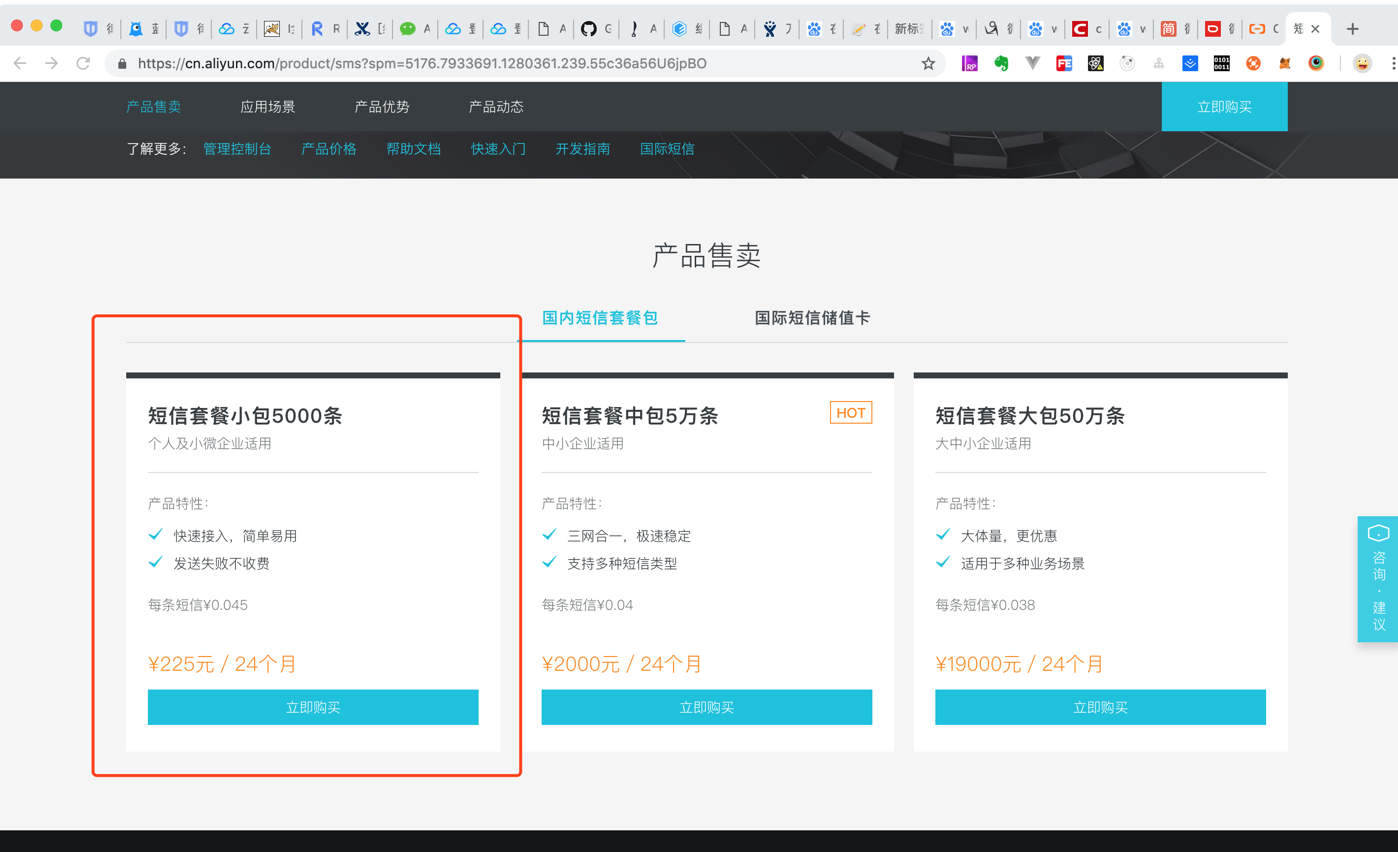 新标
https://cn.aliyun.com/product/sms?spm=5176.7933691.1280361.239.55c36a56U6jpBO
产品售卖 应用场景 产品优势 产品动态 立即购买
了解更多： 管理控制台 产品价格 帮助文档 快速入门 开发指南 国际短信
产品售卖
国内短信套餐包 国际短信储值卡
短信套餐小包5000条
个人及小微企业适用
产品特性：
快速接入，简单易用
发送失败不收费
每条短信¥0.045
¥225元 / 24个月
立即购买
短信套餐中包5万条
HOT
中小企业适用
产品特性：
三网合一，极速稳定
支持多种短信类型
每条短信¥0.04
¥2000元 / 24个月
立即购买
短信套餐大包50万条
大中小企业适用
产品特性：
大体量，更优惠
适用于多种业务场景
每条短信¥0.038
¥19000元 / 24个月
立即购买
咨询·建议